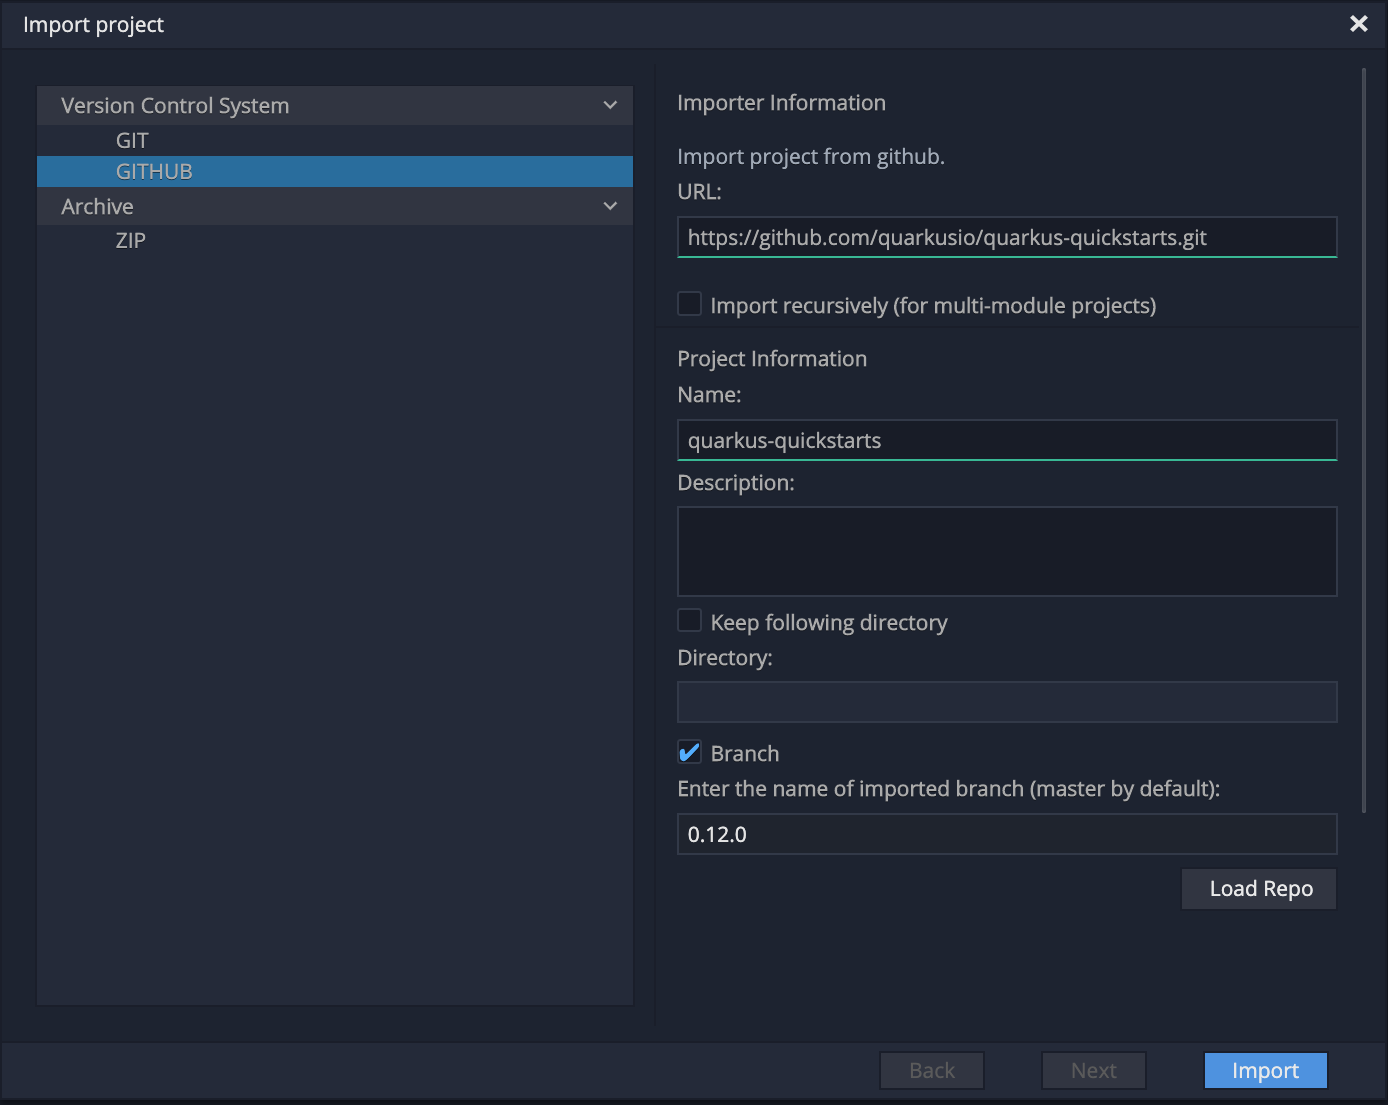 Import project
Version Control System
GIT
GITHUB
Archive
ZIP
Importer Information
Import project from github.
URL:
https://github.com/quarkusio/quarkus-quickstarts.git
Import recursively (for multi-module projects)
Project Information
Name:
quarkus-quickstarts
Description:
Keep following directory
Directory:
Branch
Enter the name of imported branch (master by default):
0.12.0
Load Repo
Back
Next
Import